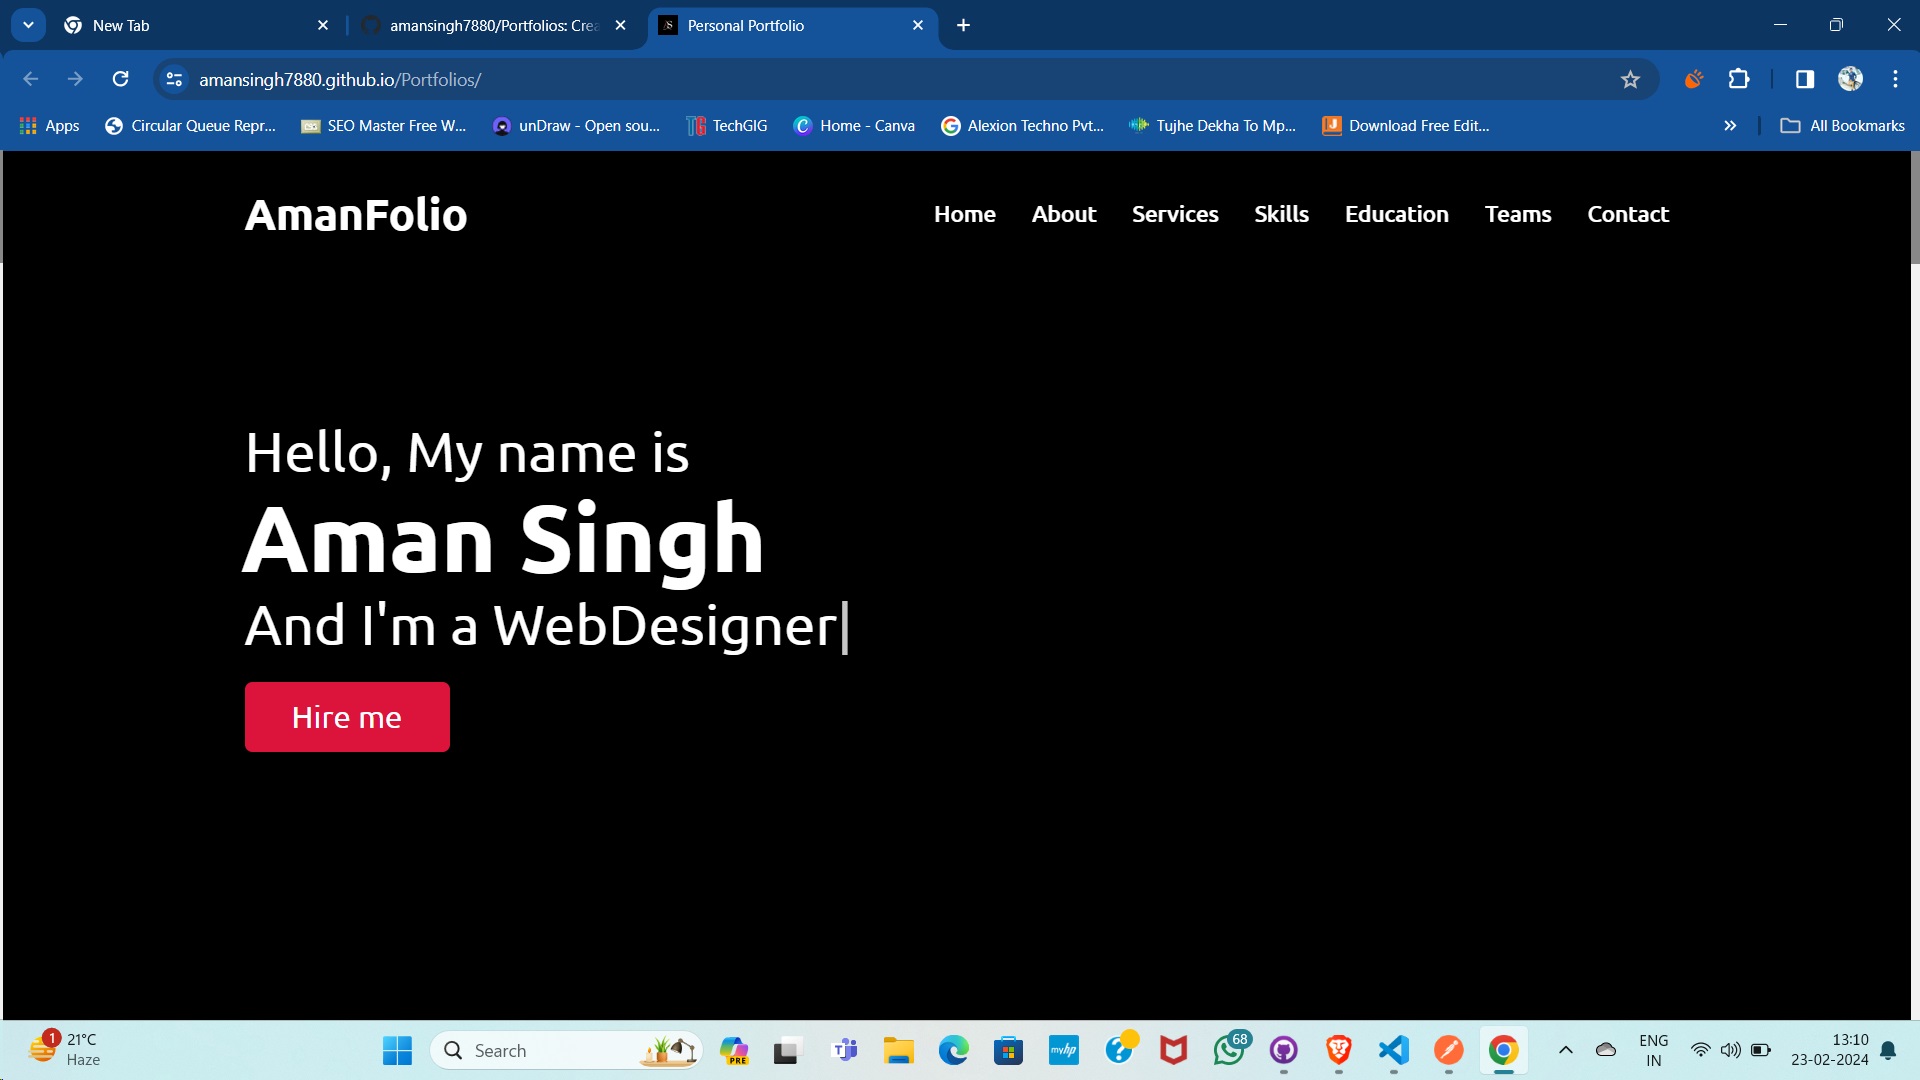 New Tab
amansingh7880/Portfolios: Crea
Personal Portfolio
amansingh7880.github.io/Portfolios/
Apps
Circular Queue Repr...
SEO Master Free W...
unDraw - Open sou...
TechGIG
Home - Canva
Alexion Techno Pvt...
Tujhe Dekha To Mp...
Download Free Edit...
All Bookmarks
AmanFolio
Home
About
Services
Skills
Education
Teams
Contact
Hello, My name is
Aman Singh
And I'm a WebDesigner|
Hire me
1
21°C
Haze
Search
PRE
myhp
68
ENG
IN
13:10
23-02-2024